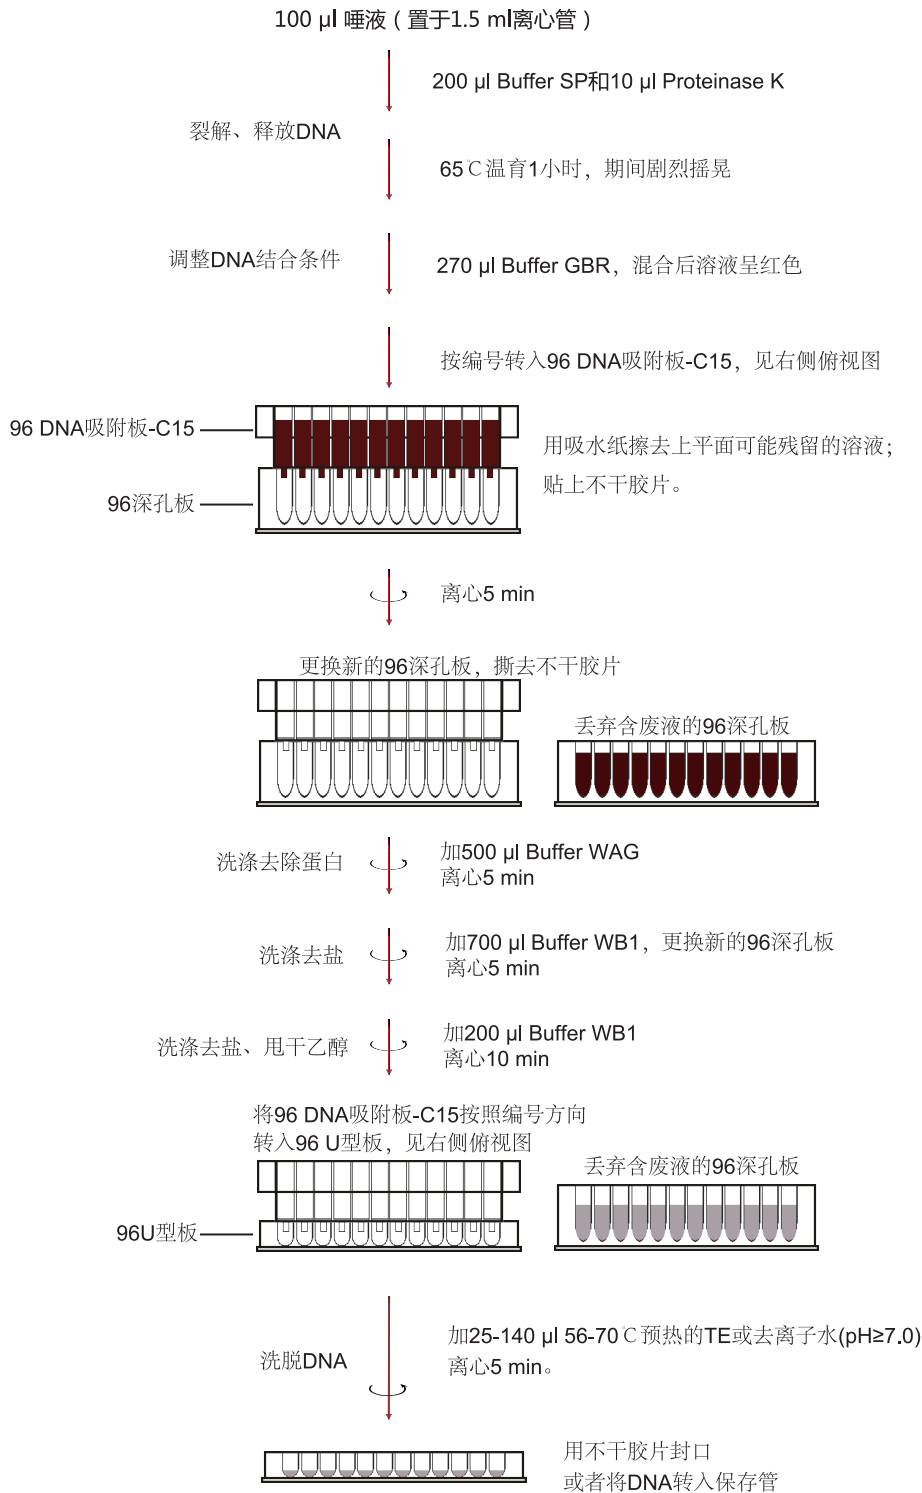 100 μl 唾液（置于1.5 ml离心管）
200 μl Buffer SP和10 μl Proteinase K
裂解、释放DNA
65℃温育1小时，期间剧烈摇晃
调整DNA结合条件
270 μl Buffer GBR，混合后溶液呈红色
按编号转入96 DNA吸附板-C15，见右侧俯视图
96 DNA吸附板-C15
用吸水纸擦去上平面可能残留的溶液；
贴上不干胶片。
96深孔板
离心5 min
更换新的96深孔板，撕去不干胶片
丢弃含废液的96深孔板
洗涤去除蛋白
加500 μl Buffer WAG
离心5 min
洗涤去盐
加700 μl Buffer WB1，更换新的96深孔板
离心5 min
洗涤去盐、甩干乙醇
加200 μl Buffer WB1
离心10 min
将96 DNA吸附板-C15按照编号方向
转入96 U型板，见右侧俯视图
丢弃含废液的96深孔板
96U型板
加25-140 μl 56-70℃预热的TE或去离子水(pH≥7.0)
离心5 min。
洗脱DNA
用不干胶片封口
或者将DNA转入保存管